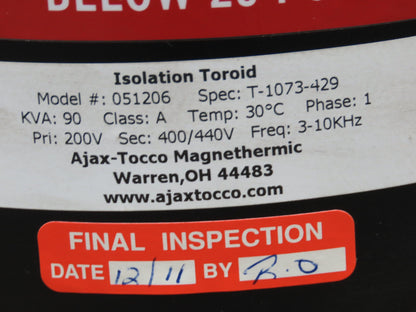 BELOW
Isolation Toroid
Model #: 051206 Spec: T-1073-429
KVA: 90 Class: A Temp: 30°C Phase: 1
Pri: 200V Sec: 400/440V Freq: 3-10KHz
Ajax-Tocco Magnethermic
Warren,OH 44483
www.ajaxtocco.com
FINAL INSPECTION
DATE 12/11 BY R.O